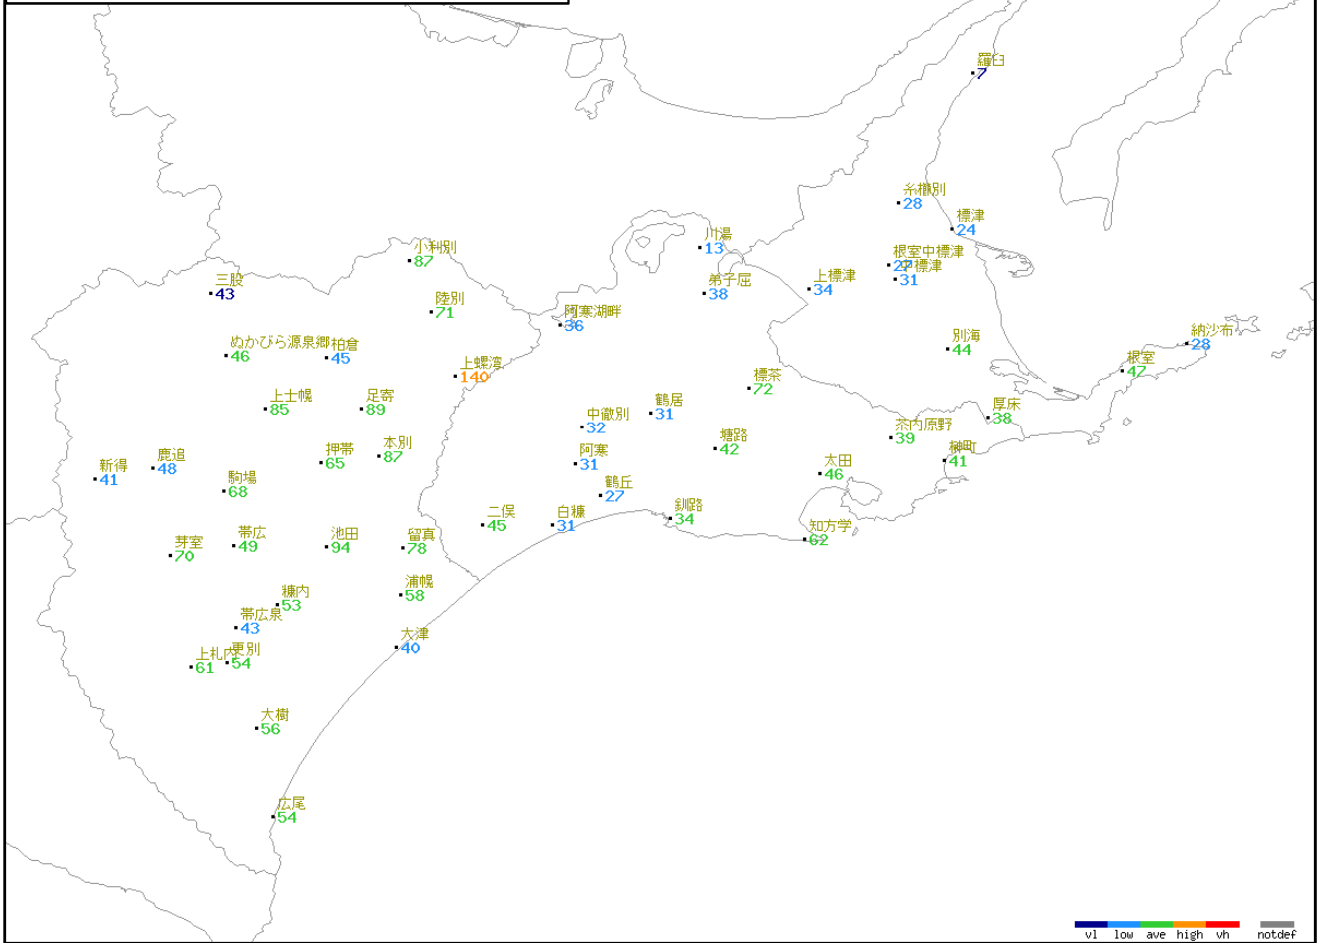 羅臼
7
糸櫛別
28
標津
24
川湯
13
根室中標津
27
中標津
31
小利別
87
上標津
34
弟子屈
38
三股
43
陸別
71
阿寒湖畔
36
納沙布
28
ぬかびら源泉郷
46
柏倉
45
別海
44
根室
47
上螺湾
140
標茶
72
上士幌
85
足寄
89
鶴居
31
厚床
38
中徹別
32
茶内原野
39
塘路
42
本別
87
押帯
65
鹿追
48
新得
41
阿寒
31
榊町
41
太田
46
駒場
68
鶴丘
27
二俣
45
白糠
31
釧路
34
知方学
62
芽室
70
帯広
49
池田
94
留真
78
浦幌
58
糠内
53
帯広泉
43
大津
40
上札内
61
更別
54
大樹
56
広尾
54
vl low ave high vh notdef